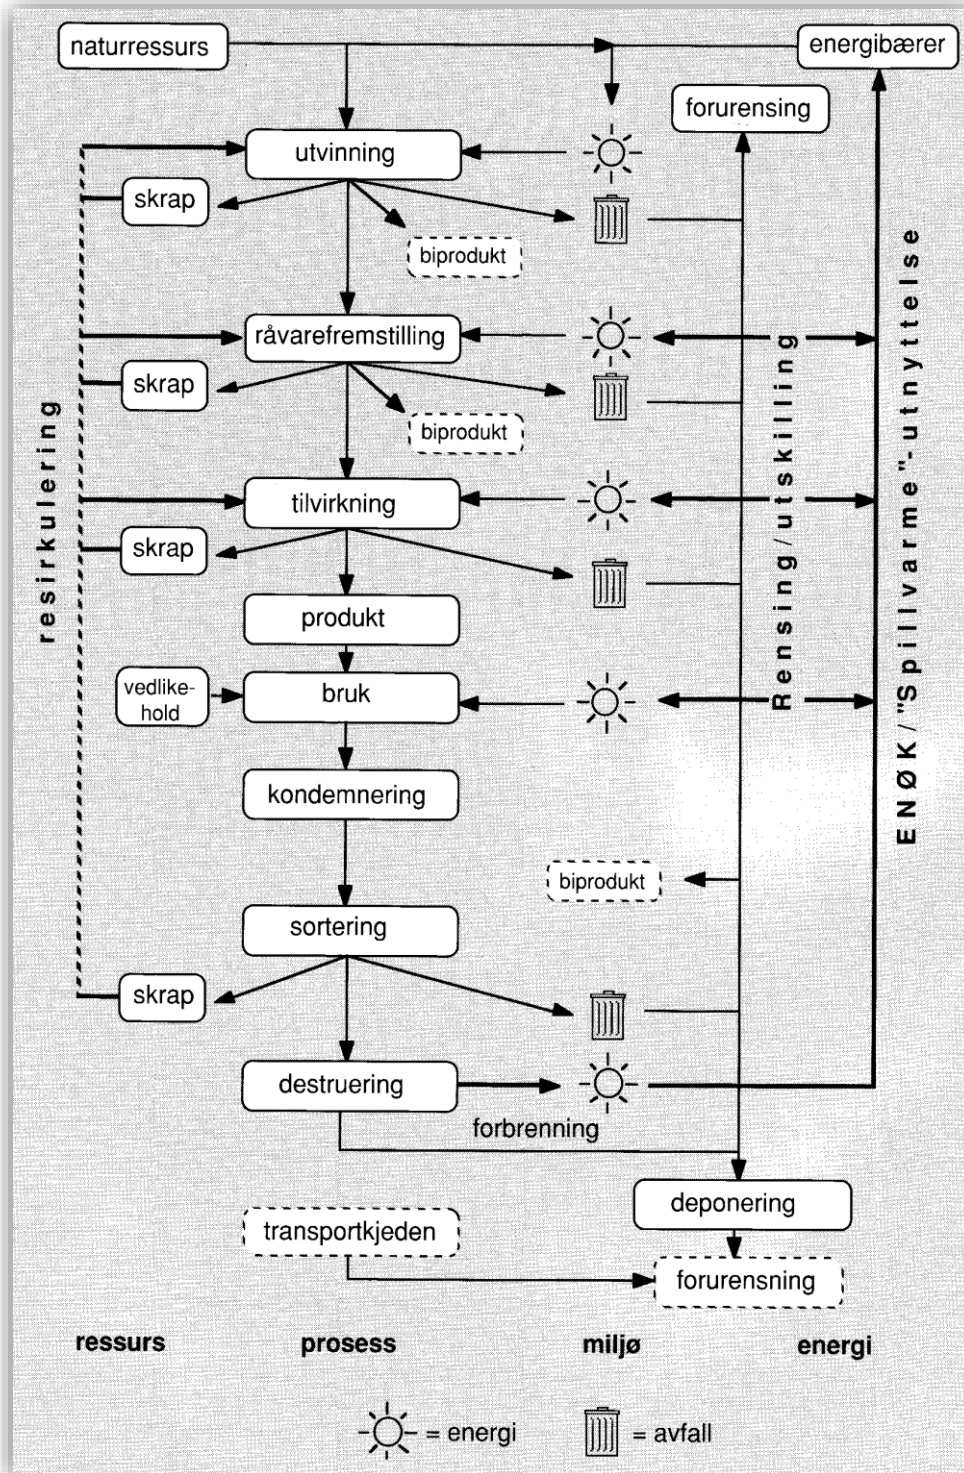 naturressurs
energibærer
forurensing
utvinning
skrap
biprodukt
råvarefremstilling
skrap
biprodukt
tilvirkning
skrap
produkt
vedlike-
hold
bruk
kondemnering
biprodukt
sortering
skrap
destruering
forbrenning
deponering
transportkjeden
forurensning
resirkulering
Rensing/utskilling
ENØK/"Spillvarme"-utnyttelse
ressurs
prosess
miljø
energi
= energi
= avfall